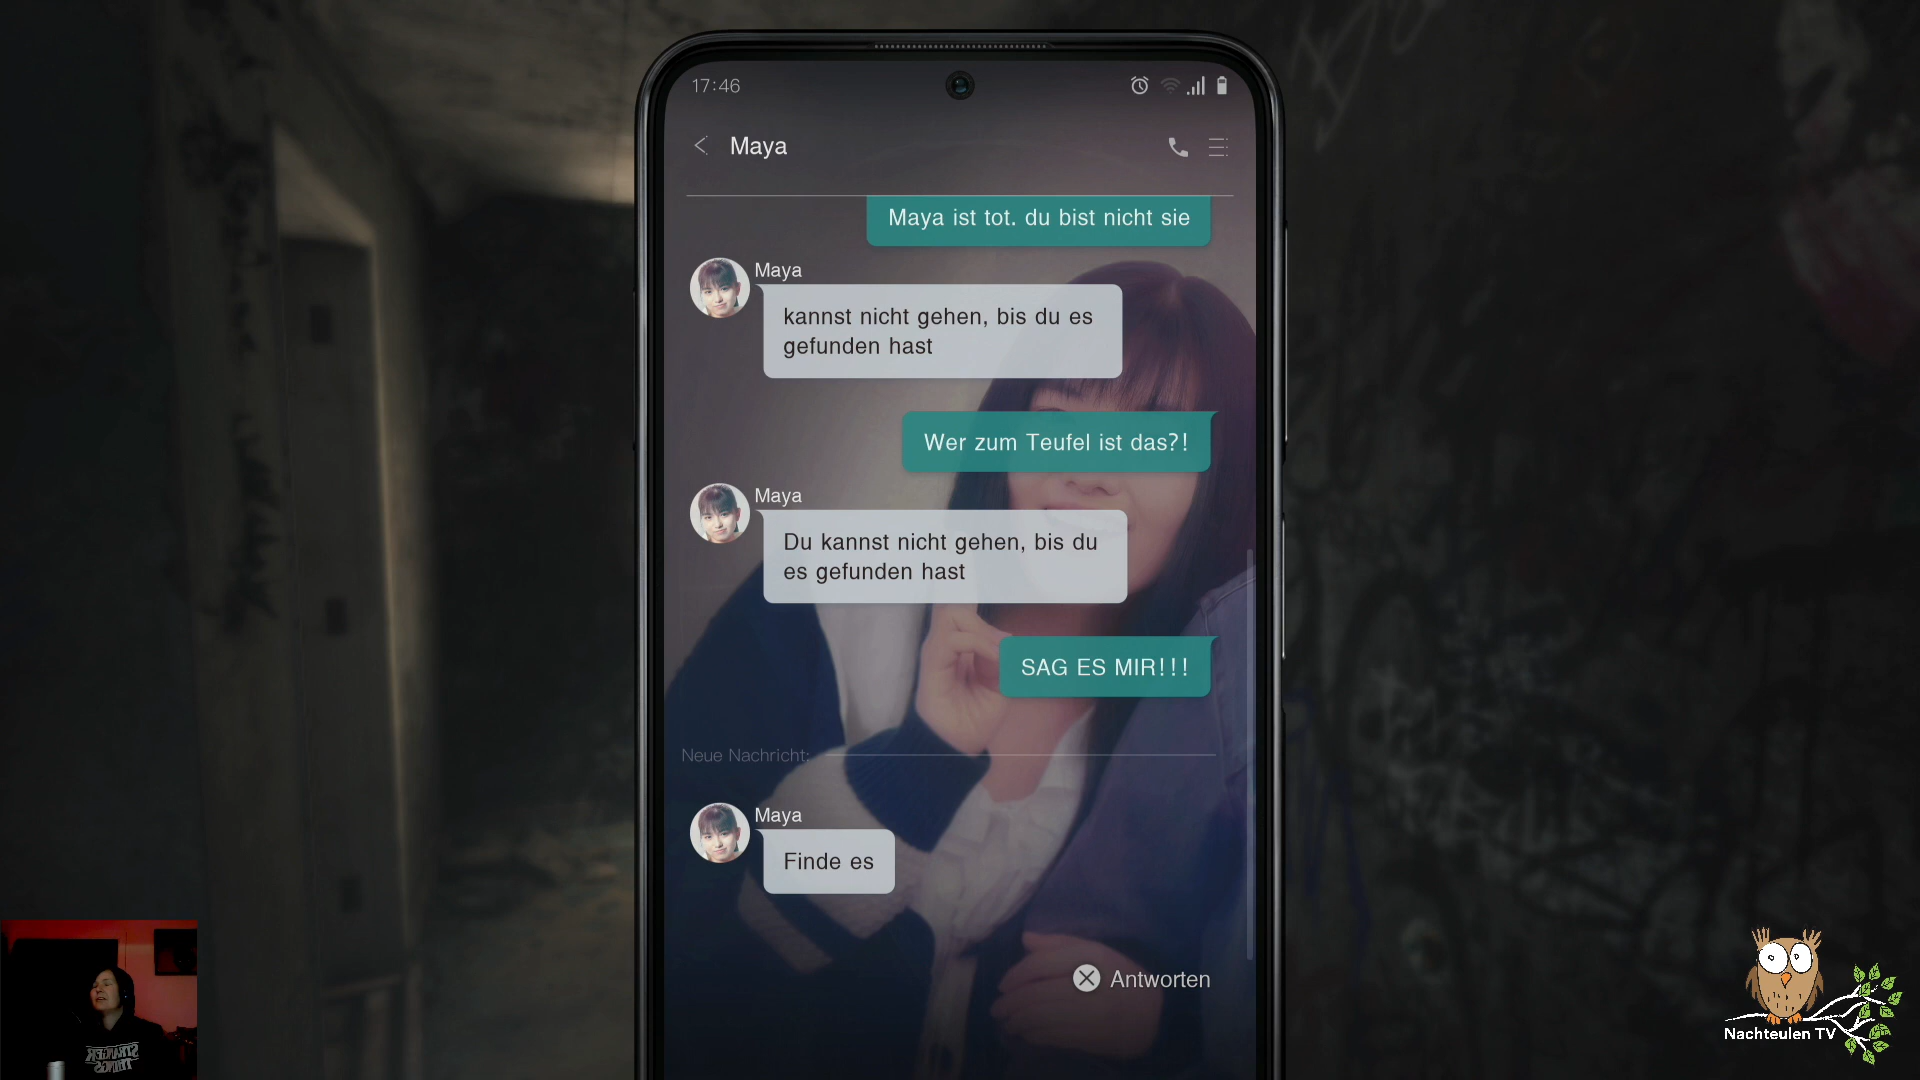 17:46
Maya
Maya ist tot. du bist nicht sie
Maya
kannst nicht gehen, bis du es
gefunden hast
Wer zum Teufel ist das?!
Maya
Du kannst nicht gehen, bis du
es gefunden hast
SAG ES MIR!!!
Neue Nachricht:
Maya
Finde es
Antworten
STRANGER
THINGS
Nachteulen TV